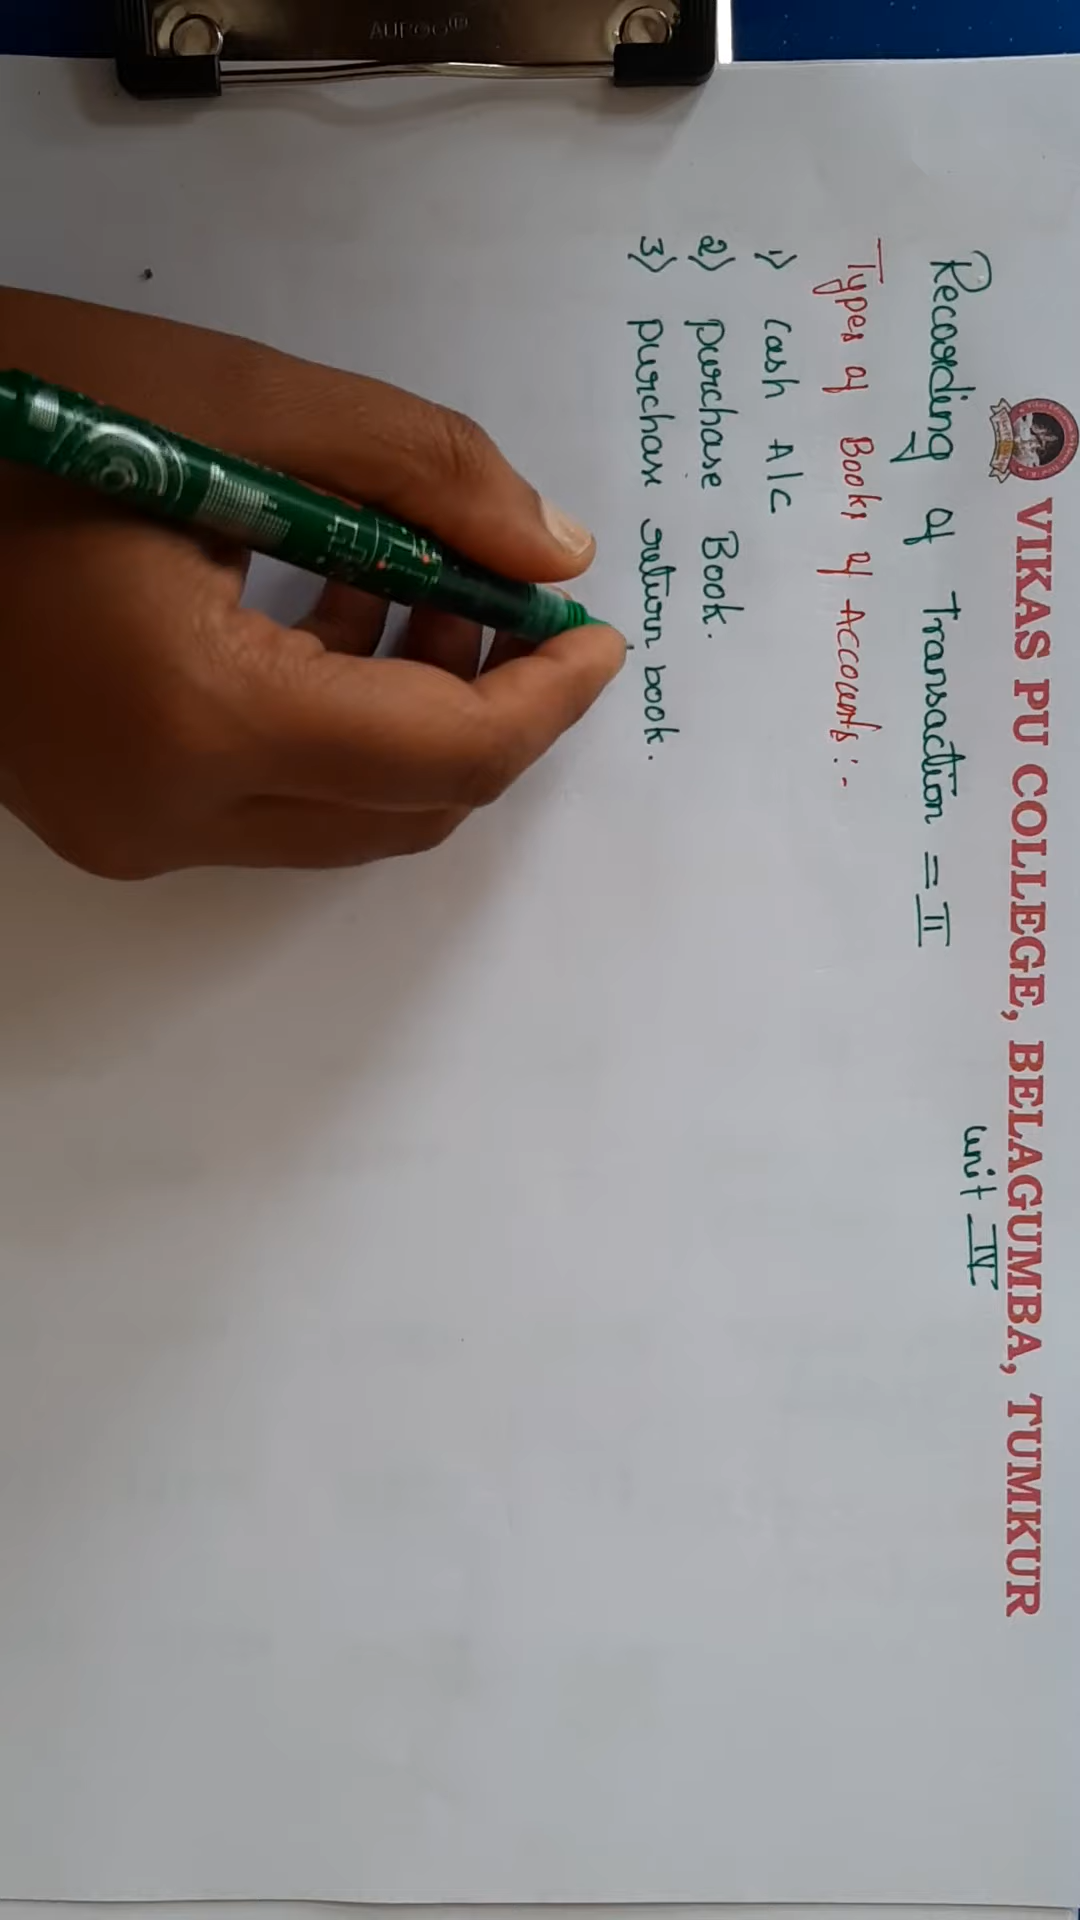 AUPOO
VIKAS PU COLLEGE, BELAGUMBA, TUMKUR
unit - IV
Recording of Transaction = II
Types of Books of Accounts :-
1) Cash A/c
2) purchase Book.
3) purchase return book.